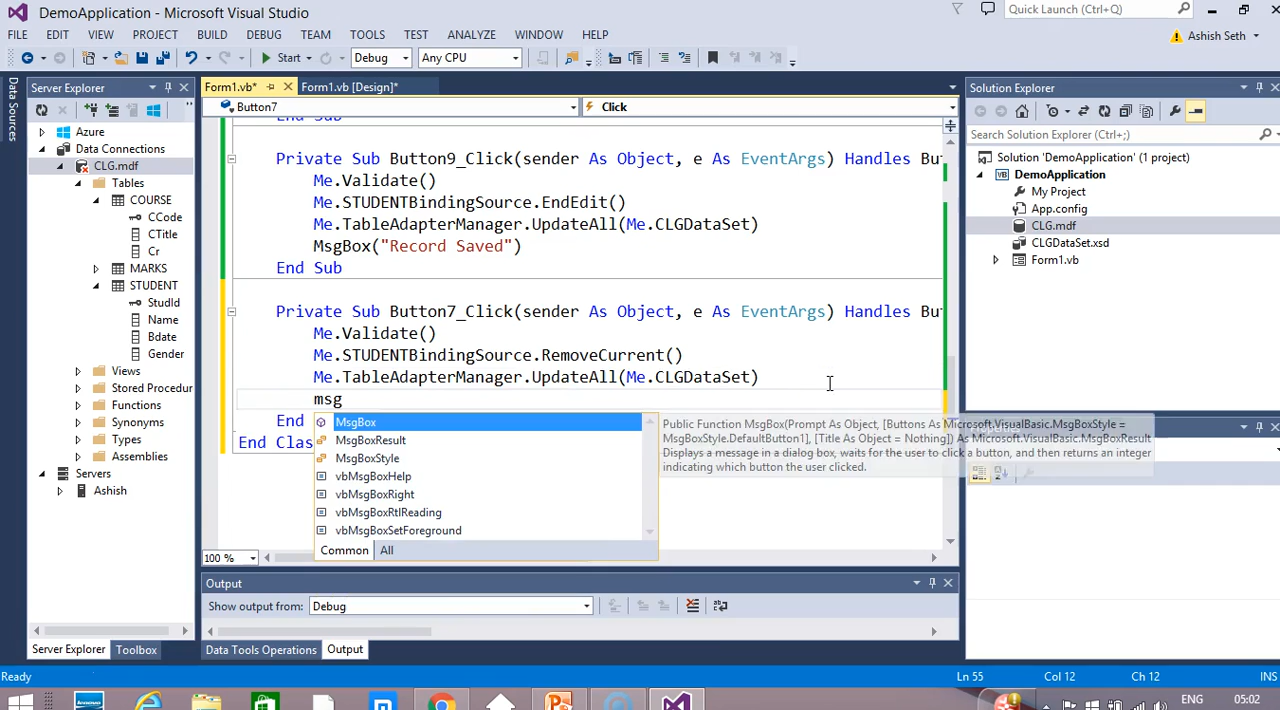 DemoApplication - Microsoft Visual Studio
Quick Launch (Ctrl+Q)
FILE EDIT VIEW PROJECT BUILD DEBUG TEAM TOOLS TEST ANALYZE WINDOW HELP
Ashish Seth
Start
Debug
Any CPU
Data Sources
Server Explorer
Azure
Data Connections
CLG.mdf
Tables
COURSE
CCode
CTitle
Cr
MARKS
STUDENT
StudId
Name
Bdate
Gender
Views
Stored Procedur
Functions
Synonyms
Types
Assemblies
Servers
Ashish
Server Explorer Toolbox
Form1.vb* Form1.vb [Design]*
Button7 Click
End Sub
Private Sub Button9_Click(sender As Object, e As EventArgs) Handles Bu
Me.Validate()
Me.STUDENTBindingSource.EndEdit()
Me.TableAdapterManager.UpdateAll(Me.CLGDataSet)
MsgBox("Record Saved")
End Sub
Private Sub Button7_Click(sender As Object, e As EventArgs) Handles Bu
Me.Validate()
Me.STUDENTBindingSource.RemoveCurrent()
Me.TableAdapterManager.UpdateAll(Me.CLGDataSet)
msg
End
End Clas
MsgBox
MsgBoxResult
MsgBoxStyle
vbMsgBoxHelp
vbMsgBoxRight
vbMsgBoxRtlReading
vbMsgBoxSetForeground
Common All
Public Function MsgBox(Prompt As Object, [Buttons As Microsoft.VisualBasic.MsgBoxStyle =
MsgBoxStyle.DefaultButton1], [Title As Object = Nothing]) As Microsoft.VisualBasic.MsgBoxResult
Displays a message in a dialog box, waits for the user to click a button, and then returns an integer
indicating which button the user clicked.
100 %
Output
Show output from: Debug
Data Tools Operations Output
Solution Explorer
Search Solution Explorer (Ctrl+;)
Solution 'DemoApplication' (1 project)
DemoApplication
My Project
App.config
CLG.mdf
CLGDataSet.xsd
Form1.vb
Ready
Ln 55
Col 12
Ch 12
INS
ENG
05:02